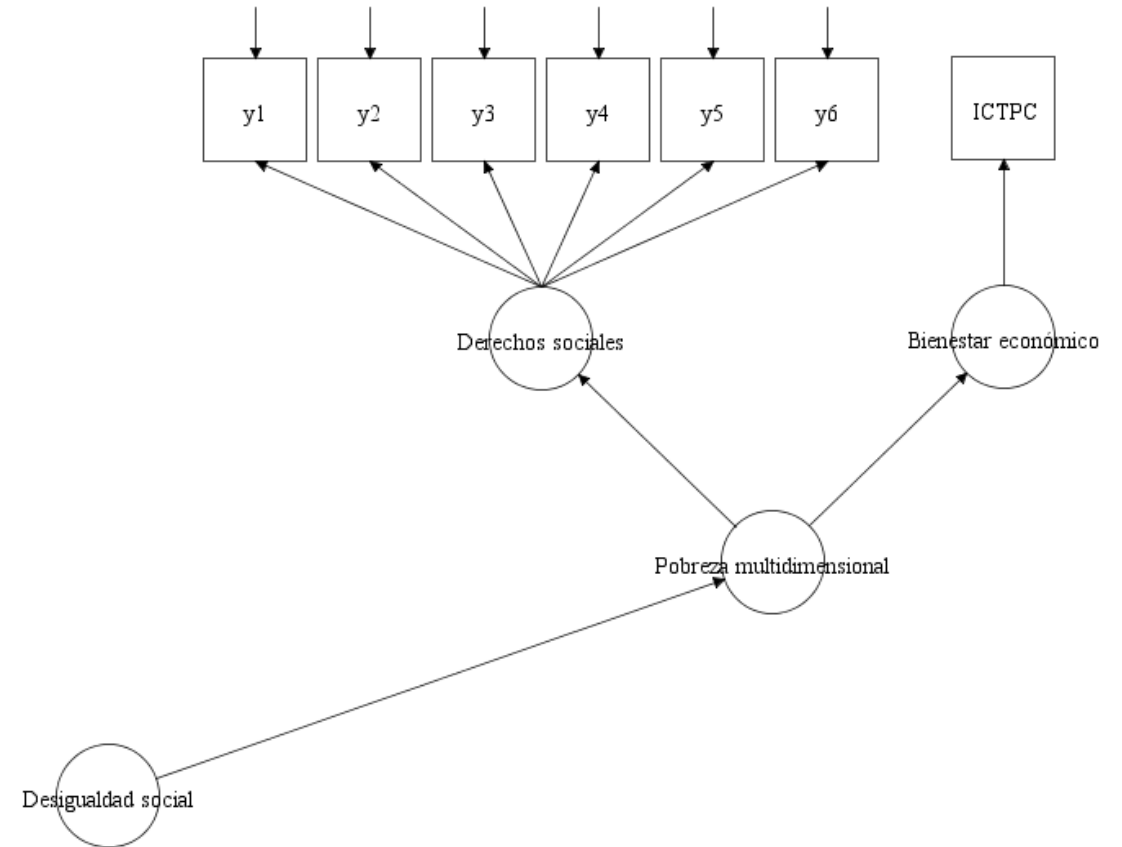 y1
y2
y3
y4
y5
y6
ICTPC
Derechos sociales
Bienestar económico
Pobreza multidimensional
Desigualdad social